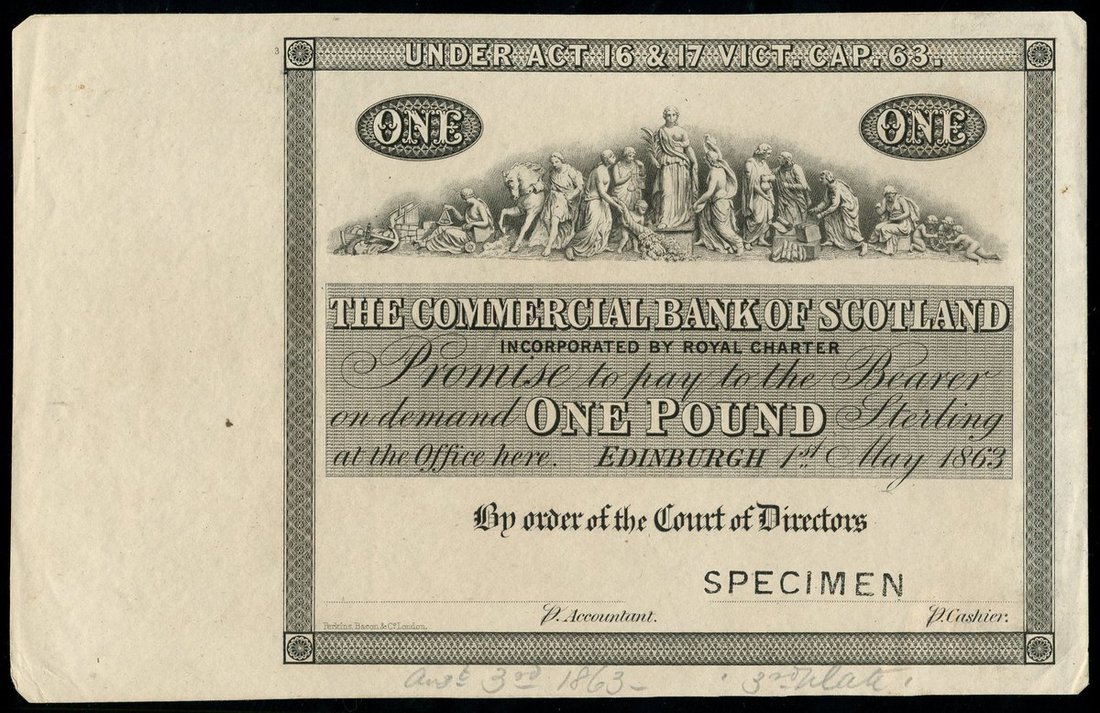 3
UNDER ACT 16 & 17 VICT. CAP. 63.
ONE
ONE
THE COMMERCIAL BANK OF SCOTLAND
INCORPORATED BY ROYAL CHARTER
Promise to pay to the Bearer
on demand ONE POUND Sterling
at the Office here. EDINBURGH 1st May 1863
By order of the Court of Directors
SPECIMEN
P. Accountant.
P. Cashier.
Perkins, Bacon & Co. London.
Augt 3rd 1863 - 3rd Plate.